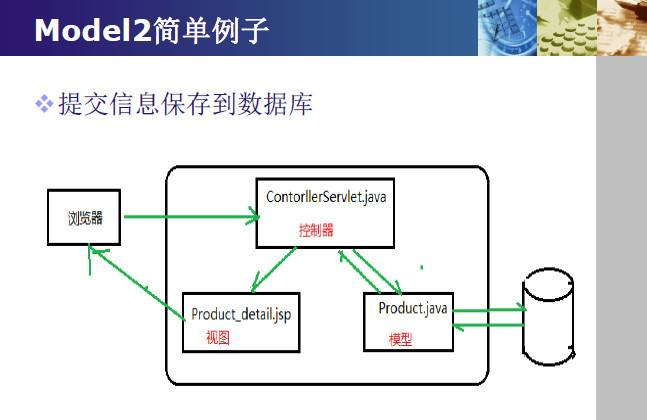 Model2简单例子
提交信息保存到数据库
浏览器
ContorllerServlet.java
控制器
Product_detail.jsp
视图
Product.java
模型